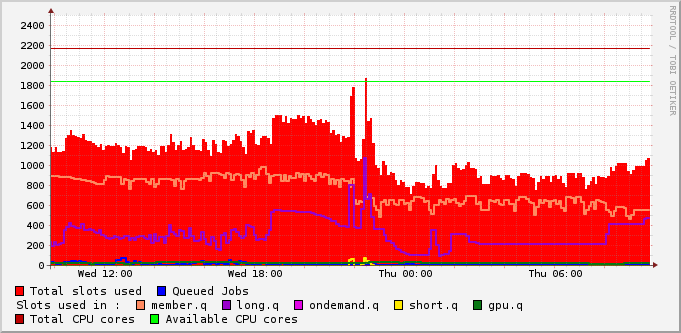 RRDTOOL / TOBI OETIKER
2400
2200
2000
1800
1600
1400
1200
1000
800
600
400
200
0
Wed 12:00 Wed 18:00 Thu 00:00 Thu 06:00
Total slots used Queued Jobs
Slots used in : member.q long.q ondemand.q short.q gpu.q
Total CPU cores Available CPU cores